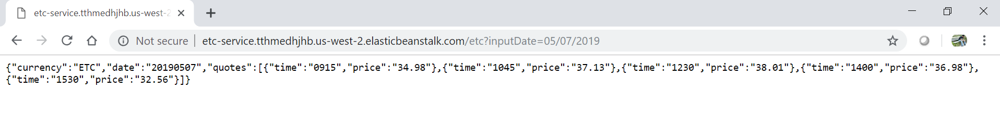 etc-service.tthmedhjhb.us-west-2
Not secure etc-service.tthmedhjhb.us-west-2.elasticbeanstalk.com/etc?inputDate=05/07/2019
{"currency":"ETC","date":"20190507","quotes":[{"time":"0915","price":"34.98"},{"time":"1045","price":"37.13"},{"time":"1230","price":"38.01"},{"time":"1400","price":"36.98"},
{"time":"1530","price":"32.56"}]}